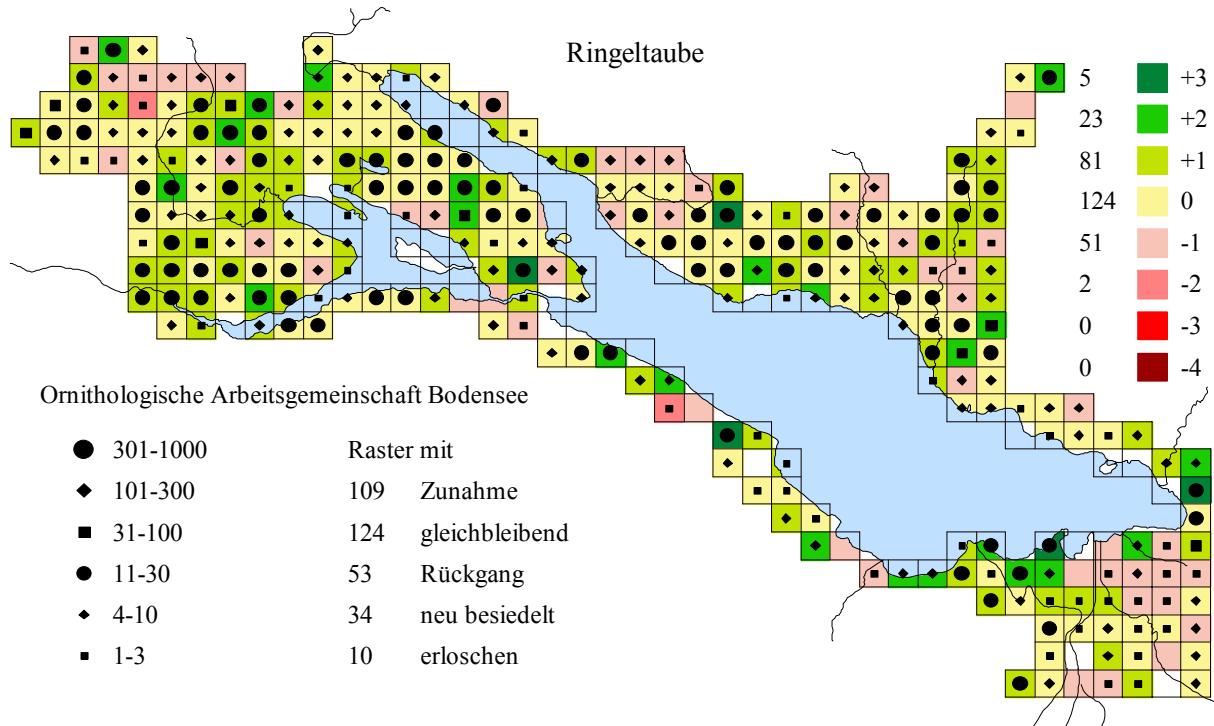 Ringeltaube
5 +3
23 +2
81 +1
124 0
51 -1
2 -2
0 -3
0 -4
Ornithologische Arbeitsgemeinschaft Bodensee
301-1000 Raster mit
101-300 109 Zunahme
31-100 124 gleichbleibend
11-30 53 Rückgang
4-10 34 neu besiedelt
1-3 10 erloschen